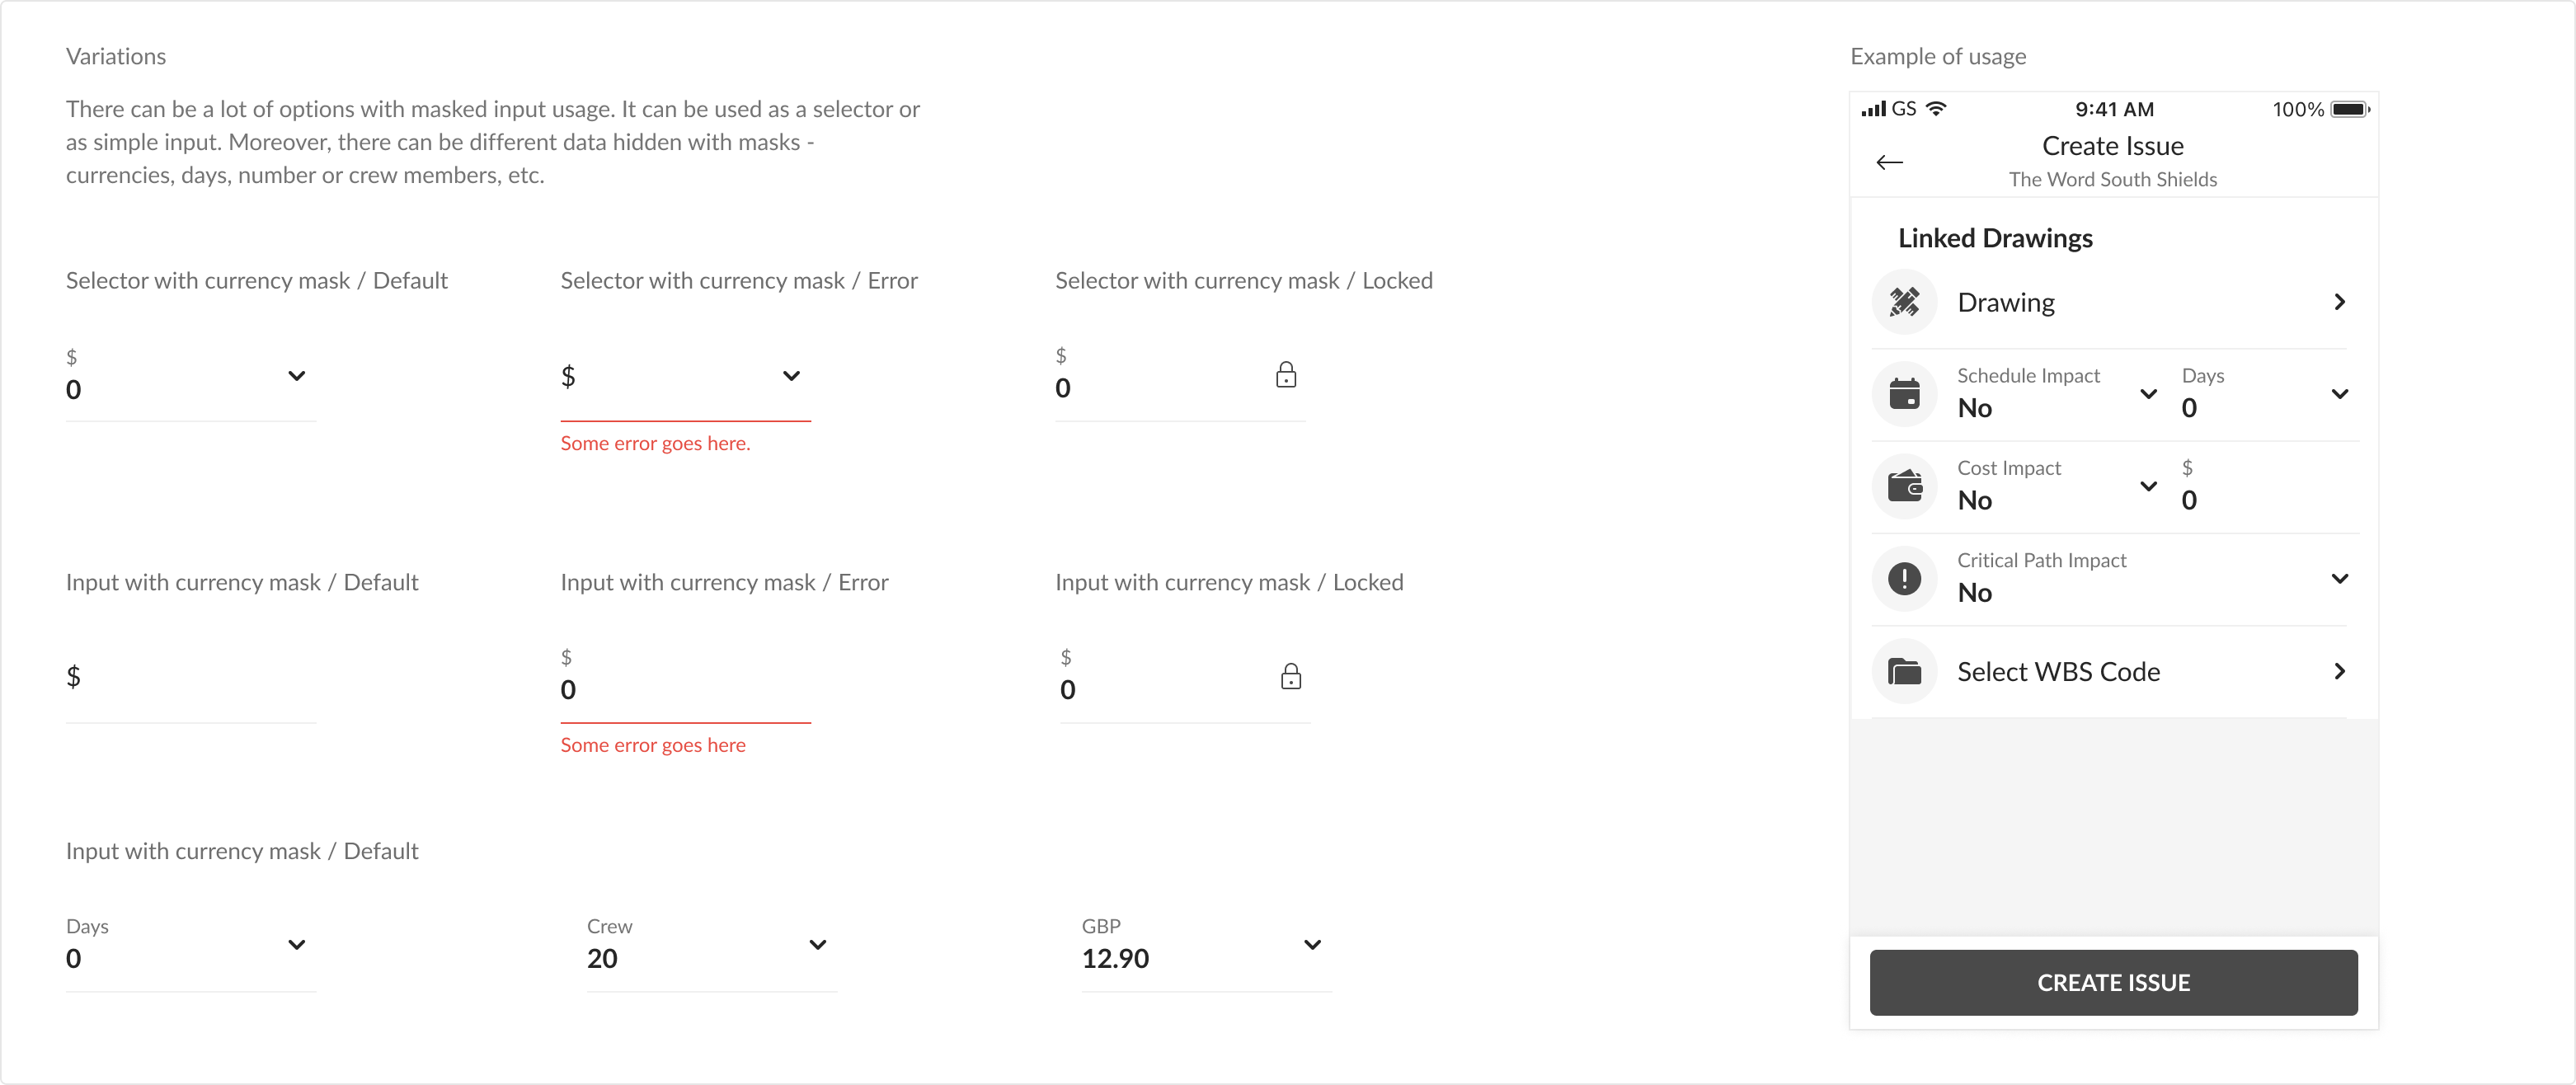 Variations
There can be a lot of options with masked input usage. It can be used as a selector or
as simple input. Moreover, there can be different data hidden with masks -
currencies, days, number or crew members, etc.
Selector with currency mask / Default
Selector with currency mask / Error
Selector with currency mask / Locked
$
0
$
Some error goes here.
$
0
Input with currency mask / Default
Input with currency mask / Error
Input with currency mask / Locked
$
$
0
Some error goes here
$
0
Input with currency mask / Default
Days
0
Crew
20
GBP
12.90
Example of usage
GS 9:41 AM 100%
Create Issue
The Word South Shields
Linked Drawings
Drawing
Schedule Impact
No
Days
0
Cost Impact
No
$
0
Critical Path Impact
No
Select WBS Code
CREATE ISSUE